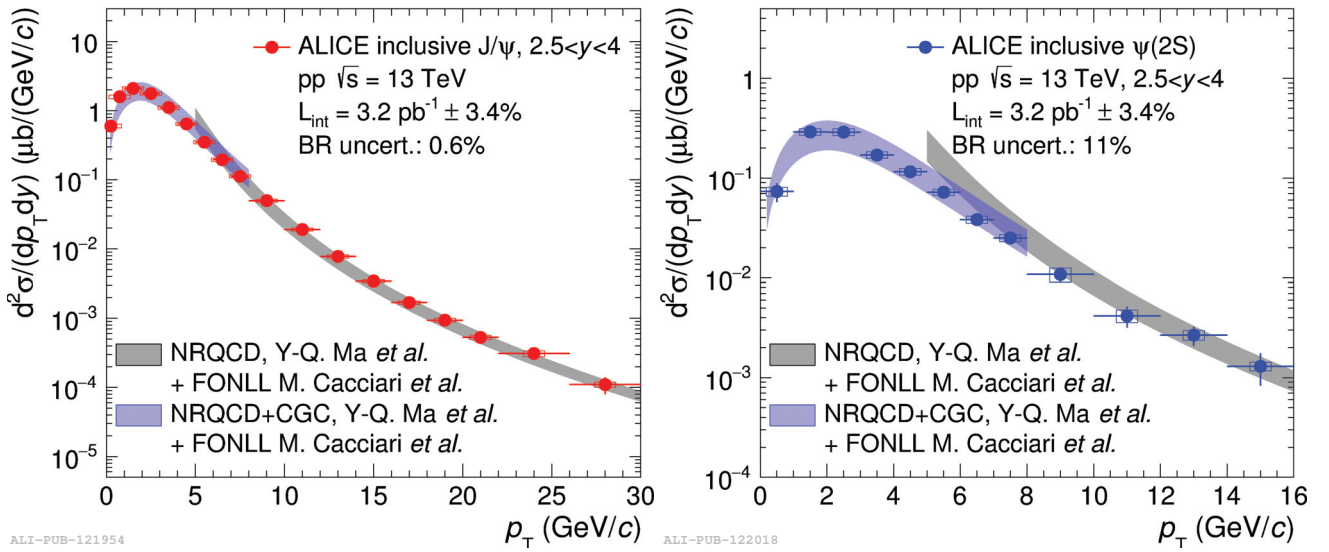 d²σ/(dp_T dy) (μb/(GeV/c))
10
1
10⁻¹
10⁻²
10⁻³
10⁻⁴
10⁻⁵
ALICE inclusive J/ψ, 2.5<y<4
pp √s = 13 TeV
L_int = 3.2 pb⁻¹ ± 3.4%
BR uncert.: 0.6%
NRQCD, Y-Q. Ma et al.
+ FONLL M. Cacciari et al.
NRQCD+CGC, Y-Q. Ma et al.
+ FONLL M. Cacciari et al.
0 5 10 15 20 25 30
p_T (GeV/c)
ALI-PUB-121954
d²σ/(dp_T dy) (μb/(GeV/c))
1
10⁻¹
10⁻²
10⁻³
10⁻⁴
ALICE inclusive ψ(2S)
pp √s = 13 TeV, 2.5<y<4
L_int = 3.2 pb⁻¹ ± 3.4%
BR uncert.: 11%
NRQCD, Y-Q. Ma et al.
+ FONLL M. Cacciari et al.
NRQCD+CGC, Y-Q. Ma et al.
+ FONLL M. Cacciari et al.
0 2 4 6 8 10 12 14 16
p_T (GeV/c)
ALI-PUB-122018